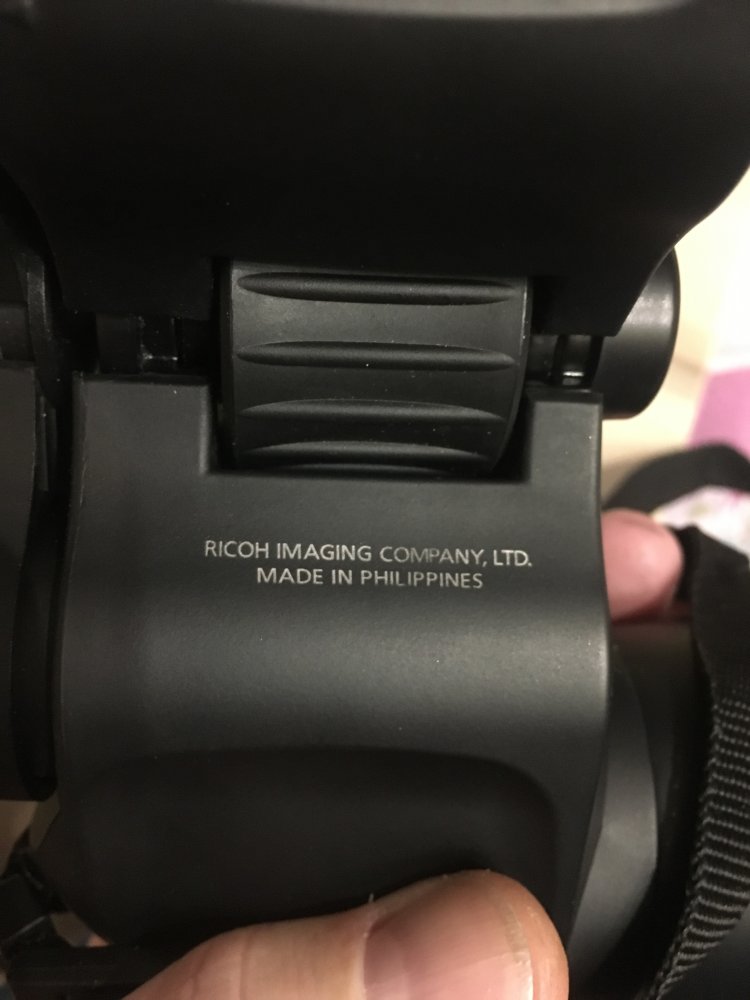 RICOH IMAGING COMPANY, LTD.
MADE IN PHILIPPINES